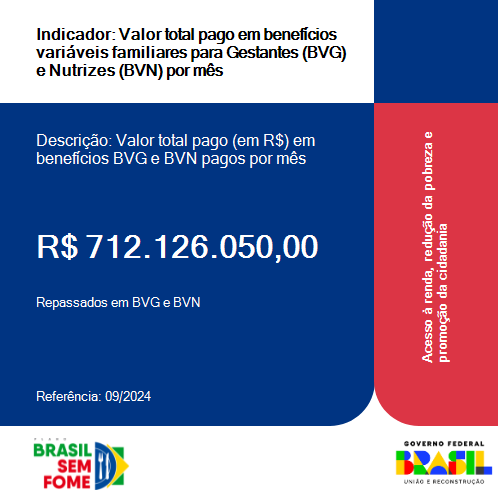 Indicador: Valor total pago em benefícios
variáveis familiares para Gestantes (BVG)
e Nutrizes (BVN) por mês
Descrição: Valor total pago (em R$) em
benefícios BVG e BVN pagos por mês
R$ 712.126.050,00
Repassados em BVG e BVN
Referência: 09/2024
Acesso à renda, redução da pobreza e
promoção da cidadania
PLANO
BRASIL
SEM
FOME
GOVERNO FEDERAL
BRASIL
UNIÃO E RECONSTRUÇÃO